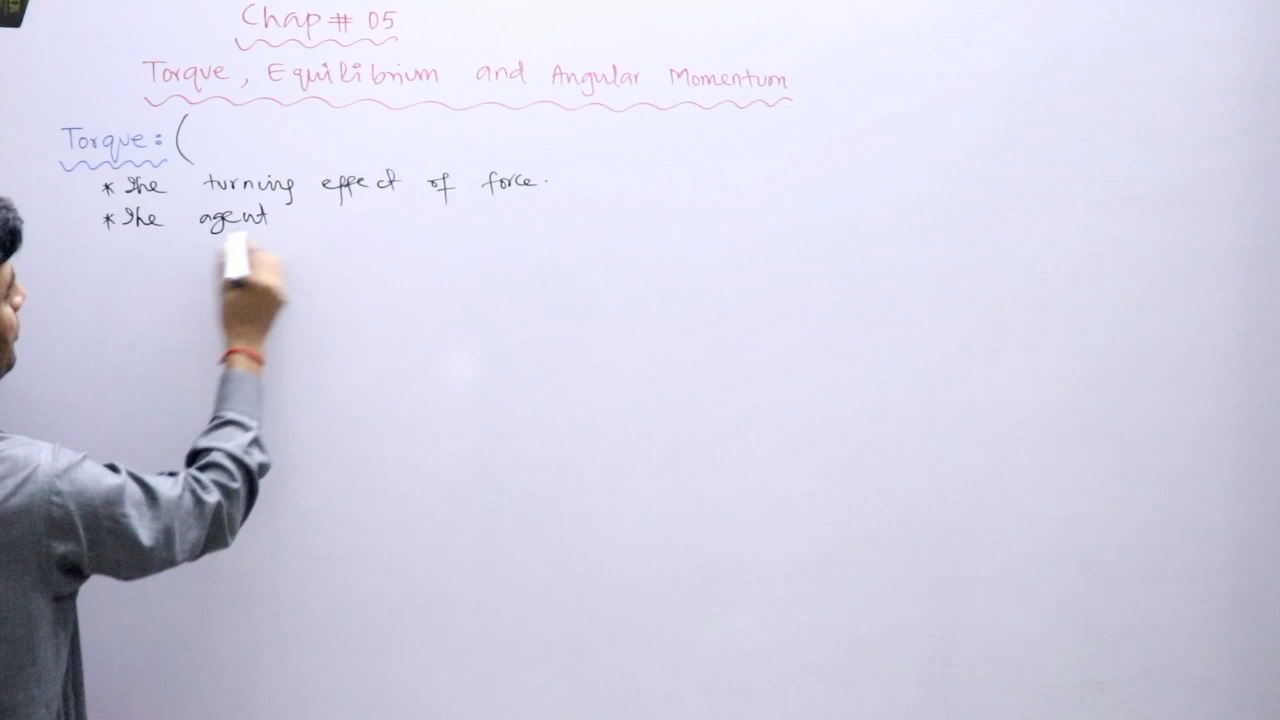 Chap # 05
Torque, Equilibrium and Angular Momentum
Torque: (
* The turning effect of force.
* The agent